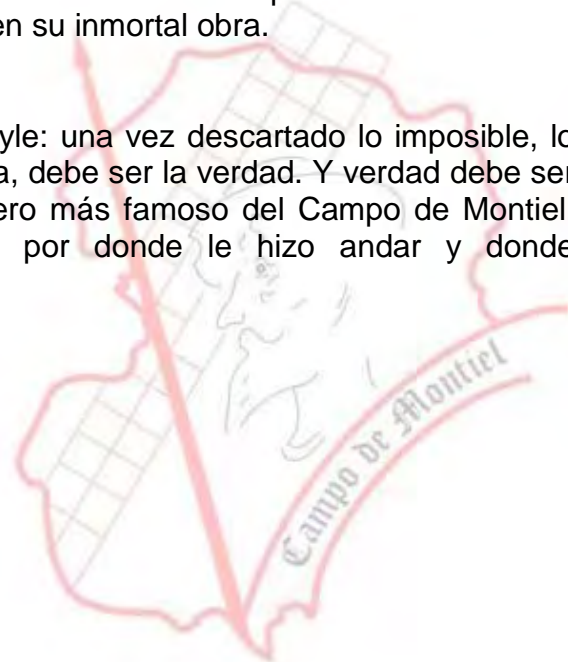 en su inmortal obra.
yle: una vez descartado lo imposible, lo
a, debe ser la verdad. Y verdad debe ser
ero más famoso del Campo de Montiel
por donde le hizo andar y donde
Campo de Montiel